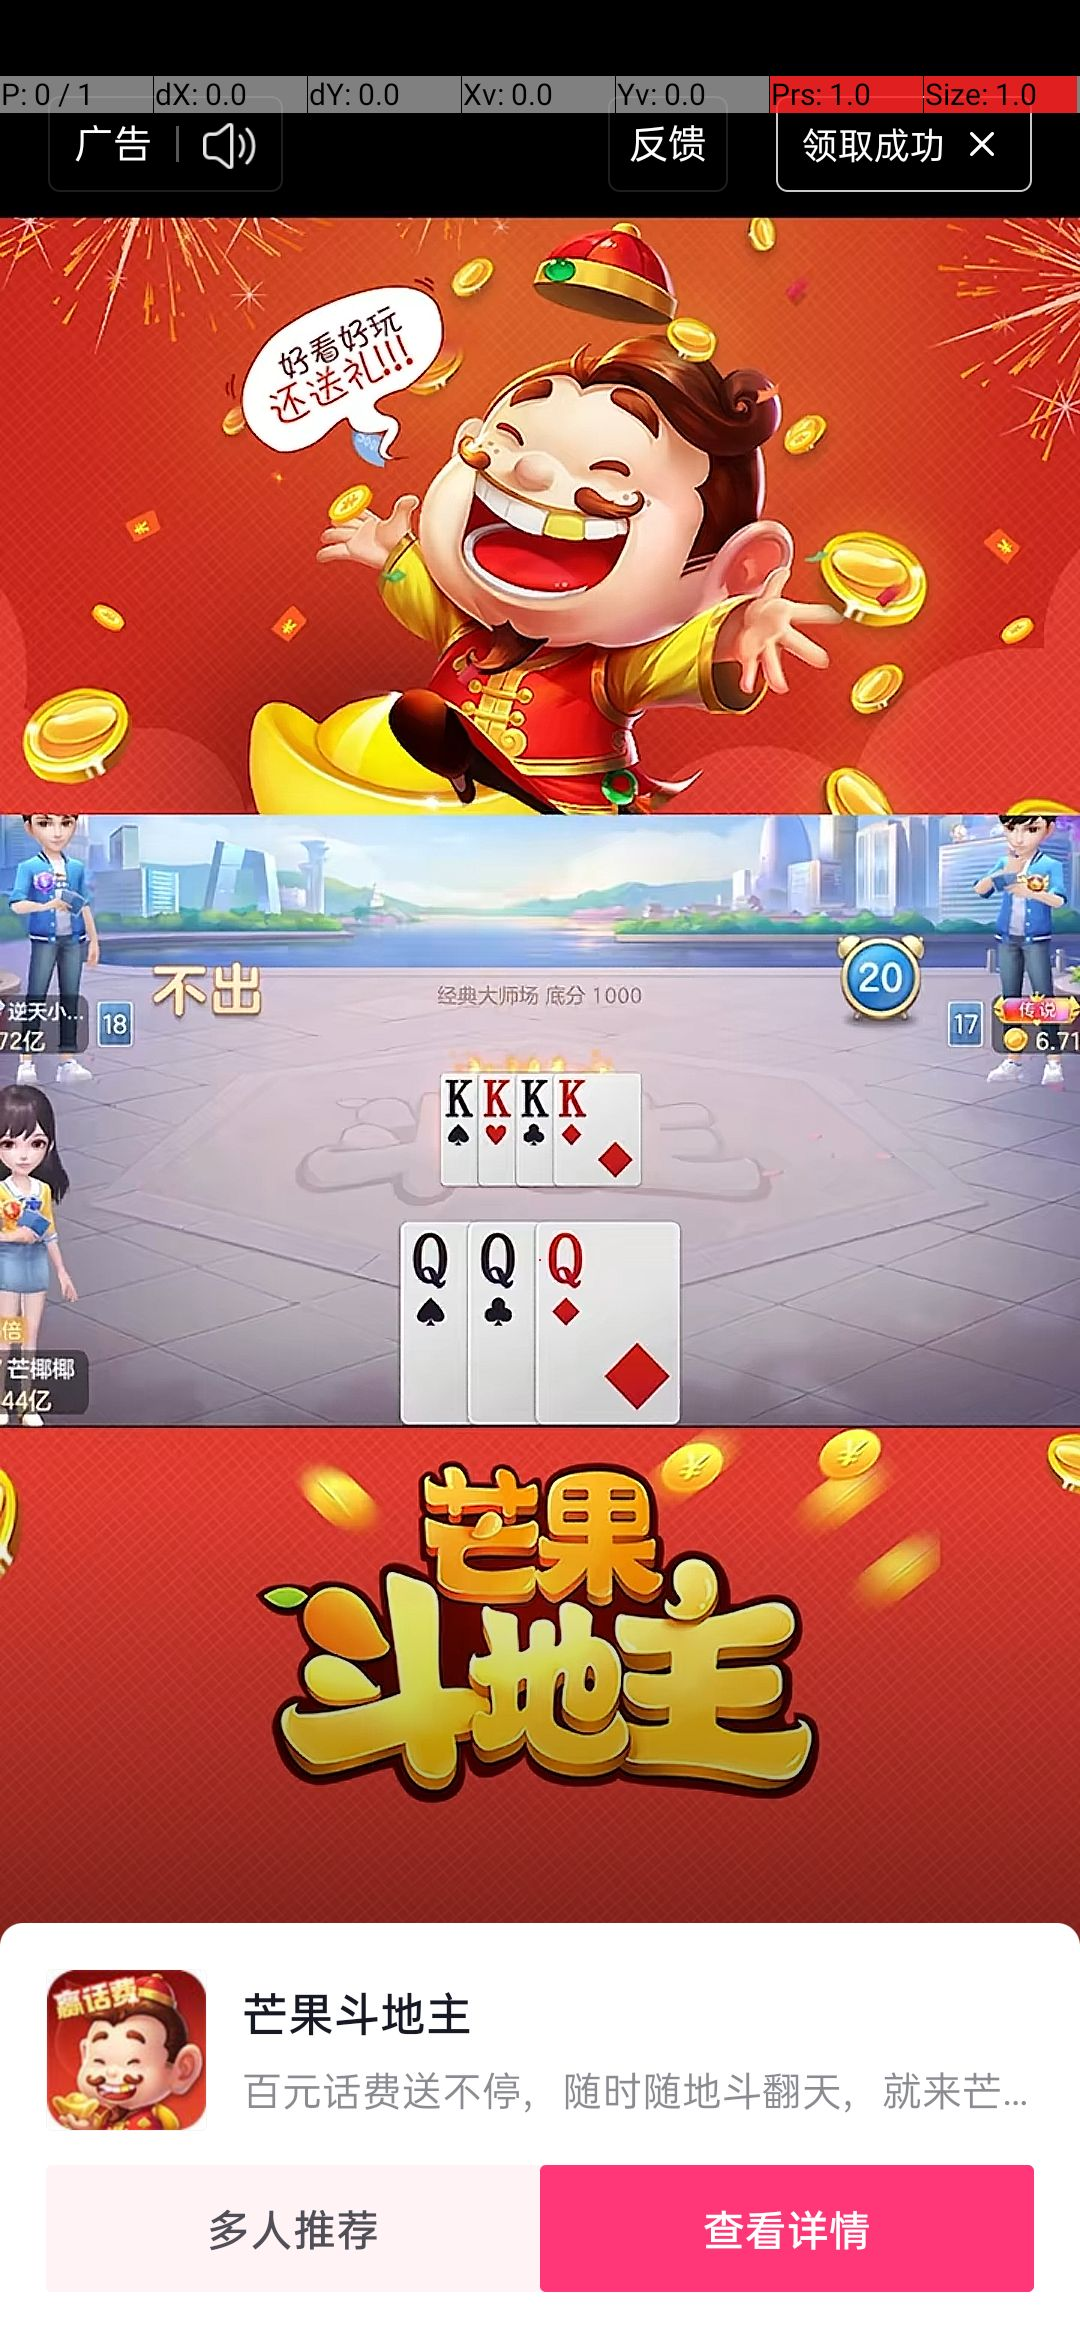 P: 0 / 1 dX: 0.0 dY: 0.0 Xv: 0.0 Yv: 0.0 Prs: 1.0 Size: 1.0
广告 反馈 领取成功
好看好玩
还送礼!!!
不出 经典大师场 底分 1000 20
逆天小... 18 17 传说
72亿 6.71
K K K K
Q Q Q
倍
芒椰椰
44亿
芒果
斗地主
赢话费
芒果斗地主
百元话费送不停，随时随地斗翻天，就来芒...
多人推荐 查看详情